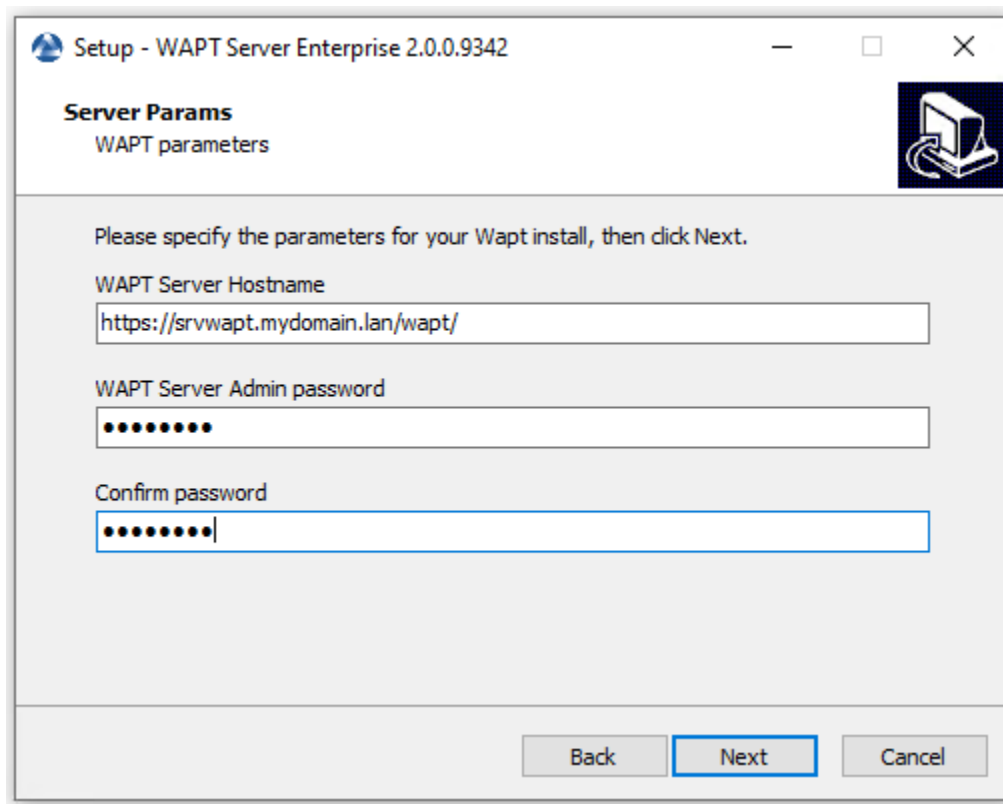 Setup - WAPT Server Enterprise 2.0.0.9342
Server Params
WAPT parameters
Please specify the parameters for your Wapt install, then click Next.
WAPT Server Hostname
https://srvwapt.mydomain.lan/wapt/
WAPT Server Admin password
●●●●●●●●
Confirm password
●●●●●●●●
Back Next Cancel